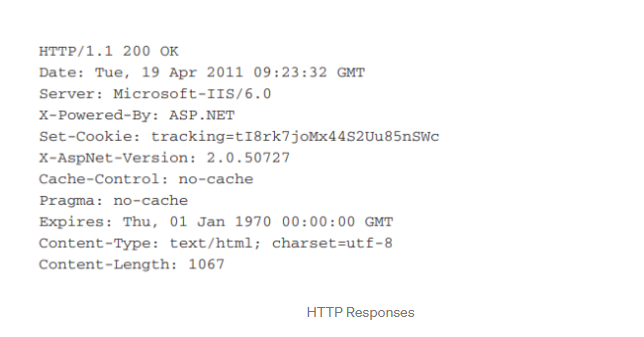 HTTP/1.1 200 OK
Date: Tue, 19 Apr 2011 09:23:32 GMT
Server: Microsoft-IIS/6.0
X-Powered-By: ASP.NET
Set-Cookie: tracking=tI8rk7joMx44S2Uu85nSWc
X-AspNet-Version: 2.0.50727
Cache-Control: no-cache
Pragma: no-cache
Expires: Thu, 01 Jan 1970 00:00:00 GMT
Content-Type: text/html; charset=utf-8
Content-Length: 1067
HTTP Responses